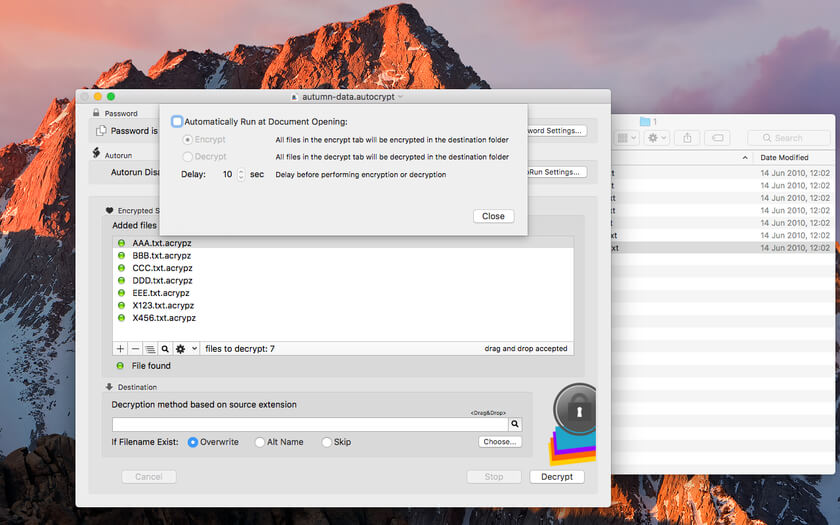 autumn-data.autocrypt
Password
Password is
word Settings...
Autorun
Autorun Disa
Run Settings...
Automatically Run at Document Opening:
Encrypt All files in the encrypt tab will be encrypted in the destination folder
Decrypt All files in the decrypt tab will be decrypted in the destination folder
Delay: 10 sec Delay before performing encryption or decryption
Close
Encrypted S
Added files
AAA.txt.acrypz
BBB.txt.acrypz
CCC.txt.acrypz
DDD.txt.acrypz
EEE.txt.acrypz
X123.txt.acrypz
X456.txt.acrypz
files to decrypt: 7 drag and drop accepted
File found
Destination
Decryption method based on source extension
<Drag&Drop>
If Filename Exist: Overwrite Alt Name Skip Choose...
Cancel Stop Decrypt
1
Search
Date Modified
14 Jun 2010, 12:02
14 Jun 2010, 12:02
14 Jun 2010, 12:02
14 Jun 2010, 12:02
14 Jun 2010, 12:02
14 Jun 2010, 12:02
14 Jun 2010, 12:02